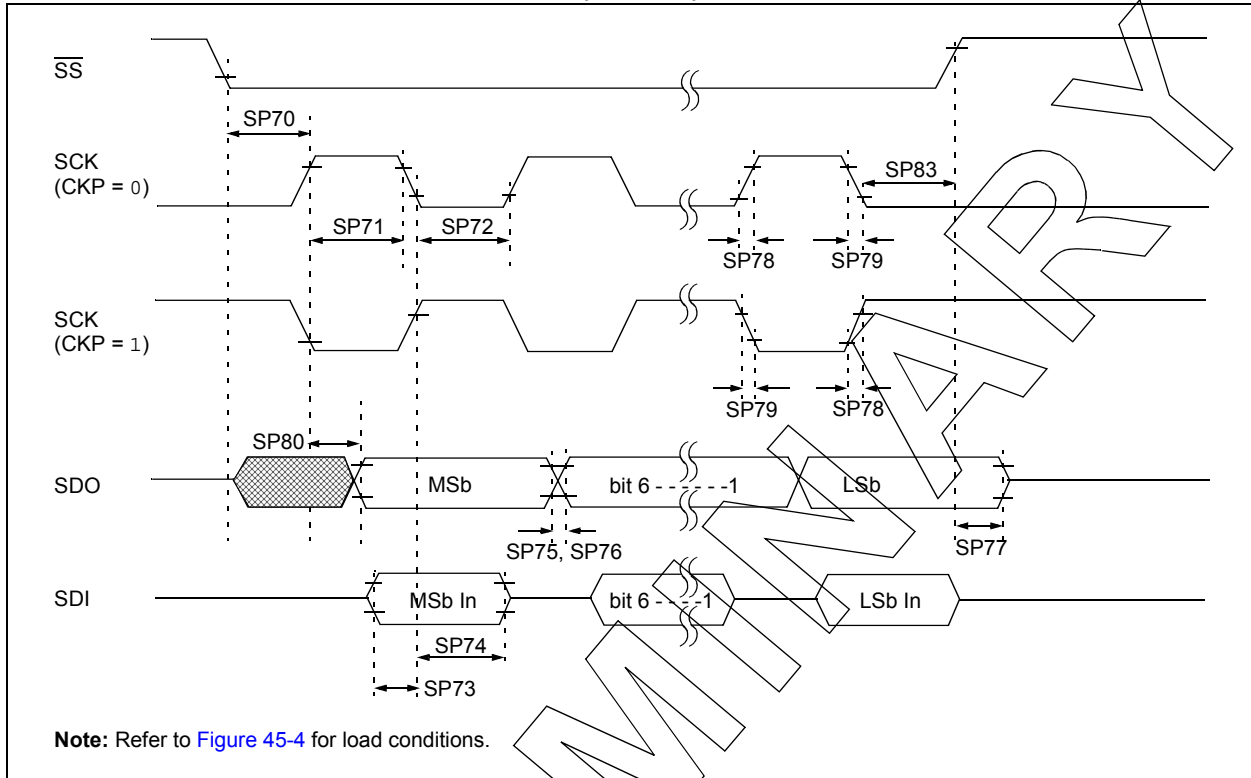 SS
SP70
SCK
(CKP = 0)
SP83
SP71
SP72
SP78
SP79
SCK
(CKP = 1)
SP79
SP78
SP80
SDO
MSb
bit 6 - - - - - -1
LSb
SP75, SP76
SP77
SDI
MSb In
bit 6 - - - -1
LSb In
SP74
SP73
Note: Refer to Figure 45-4 for load conditions.
MINARY